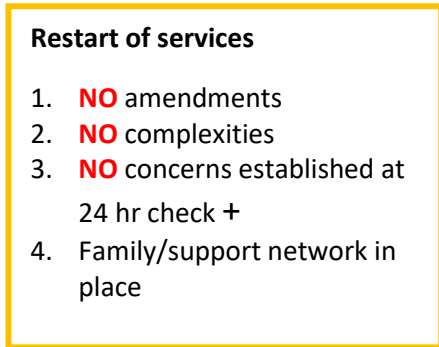 Restart of services
1. NO amendments
2. NO complexities
3. NO concerns established at
24 hr check +
4. Family/support network in
place